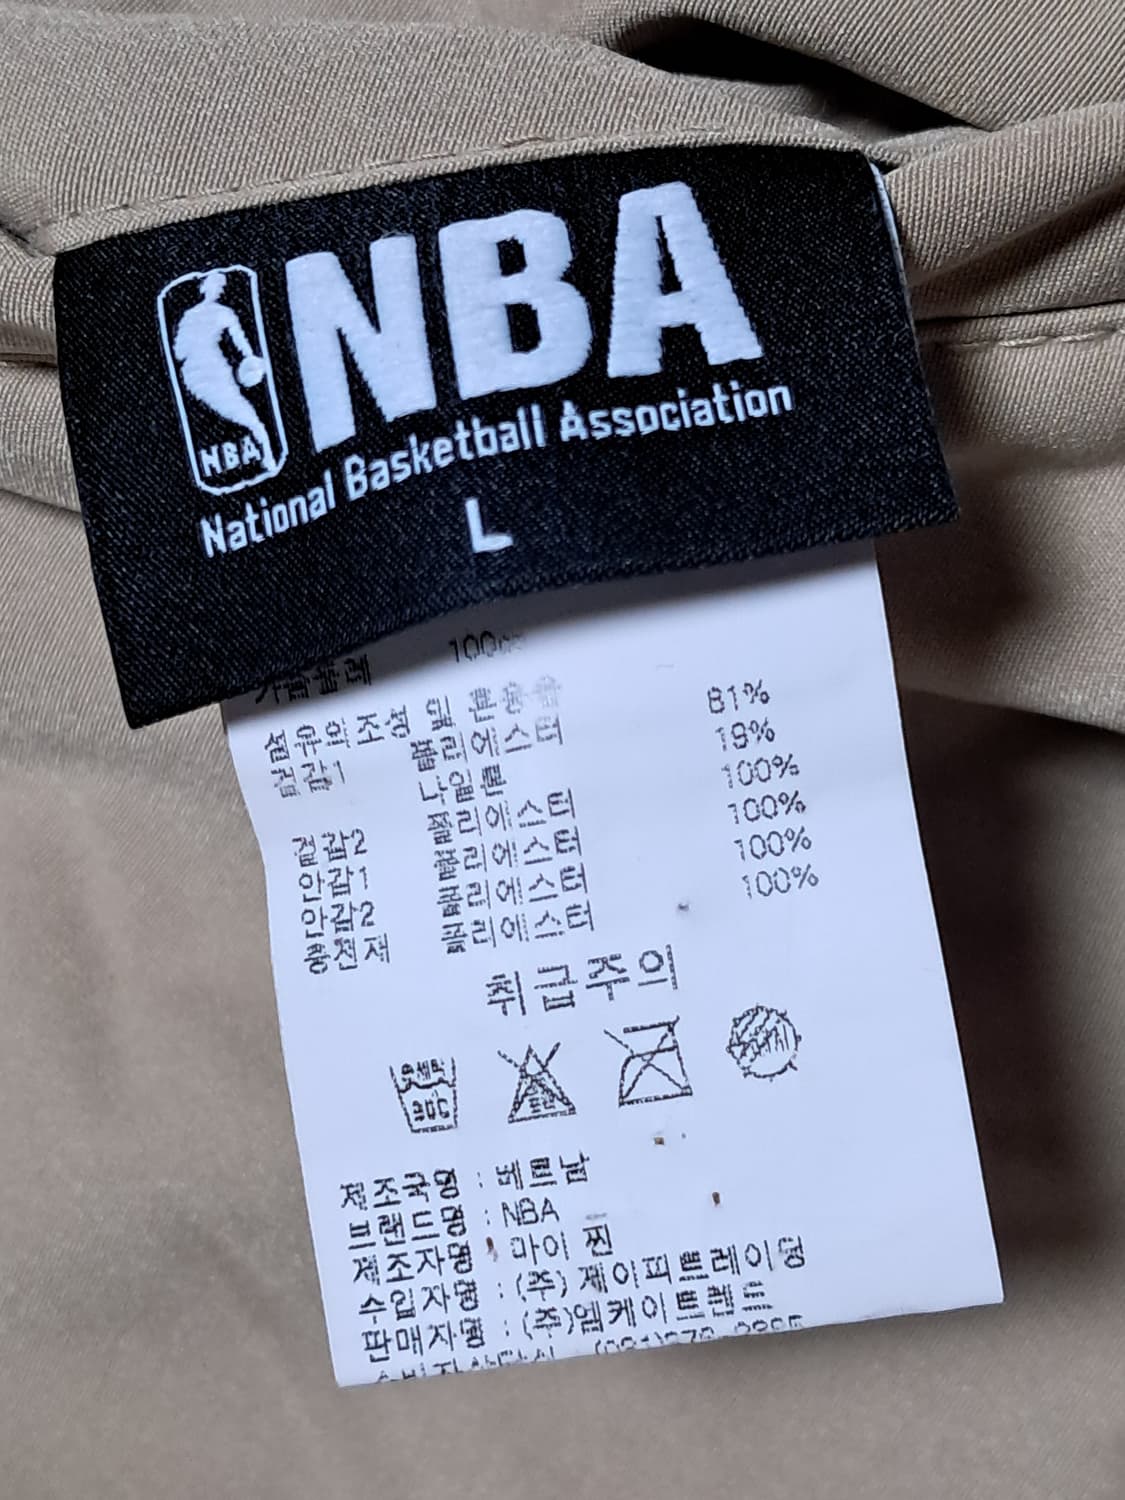 NBA
NBA
National Basketball Association
L
100%
섬유의조성 및 혼용율
겉감1 폴리에스터 81%
나일론 19%
겉감2 폴리에스터 100%
안감1 폴리에스터 100%
안감2 폴리에스터 100%
충전재 폴리에스터 100%
취급주의
제조국명 : 베트남
브랜드명 : NBA
제조자명 : 마이 찐
수입자명 : (주) 제이피트레이딩
판매자명 : (주)엠케이트렌드